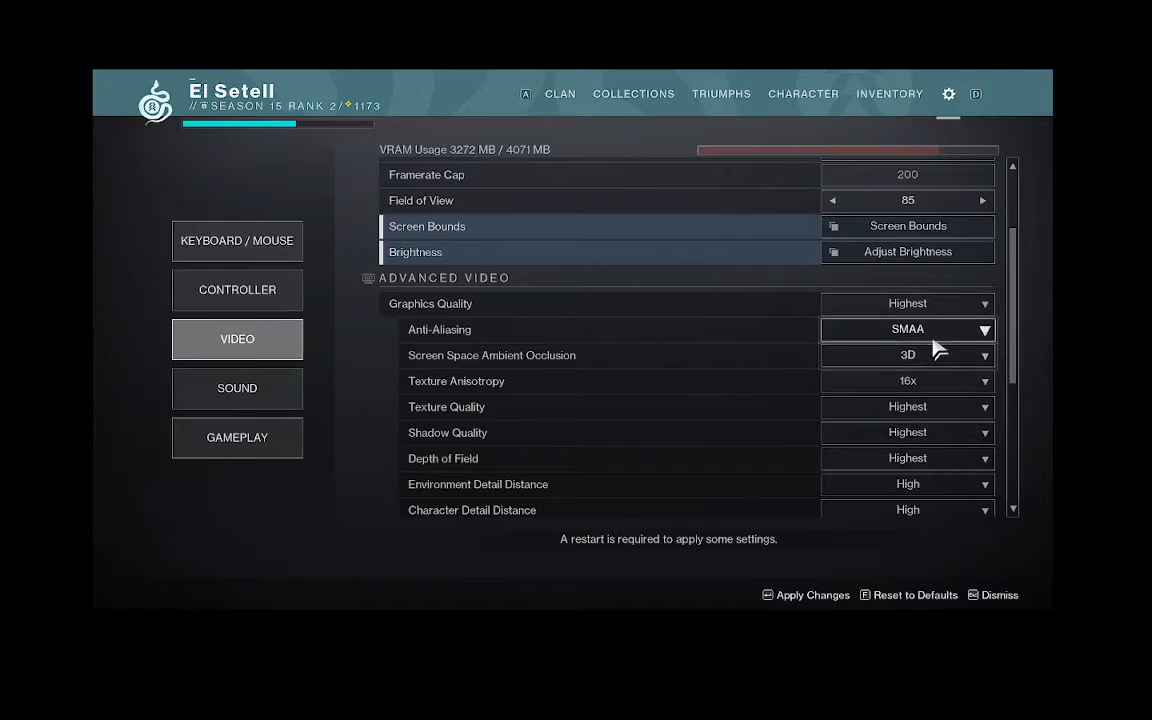 El Setell
// SEASON 15 RANK 2/ 1173
A CLAN COLLECTIONS TRIUMPHS CHARACTER INVENTORY D
VRAM Usage 3272 MB / 4071 MB
Framerate Cap 200
Field of View 85
Screen Bounds Screen Bounds
Brightness Adjust Brightness
ADVANCED VIDEO
Graphics Quality Highest
Anti-Aliasing SMAA
Screen Space Ambient Occlusion 3D
Texture Anisotropy 16x
Texture Quality Highest
Shadow Quality Highest
Depth of Field Highest
Environment Detail Distance High
Character Detail Distance High
KEYBOARD / MOUSE
CONTROLLER
VIDEO
SOUND
GAMEPLAY
A restart is required to apply some settings.
Apply Changes F Reset to Defaults Esc Dismiss